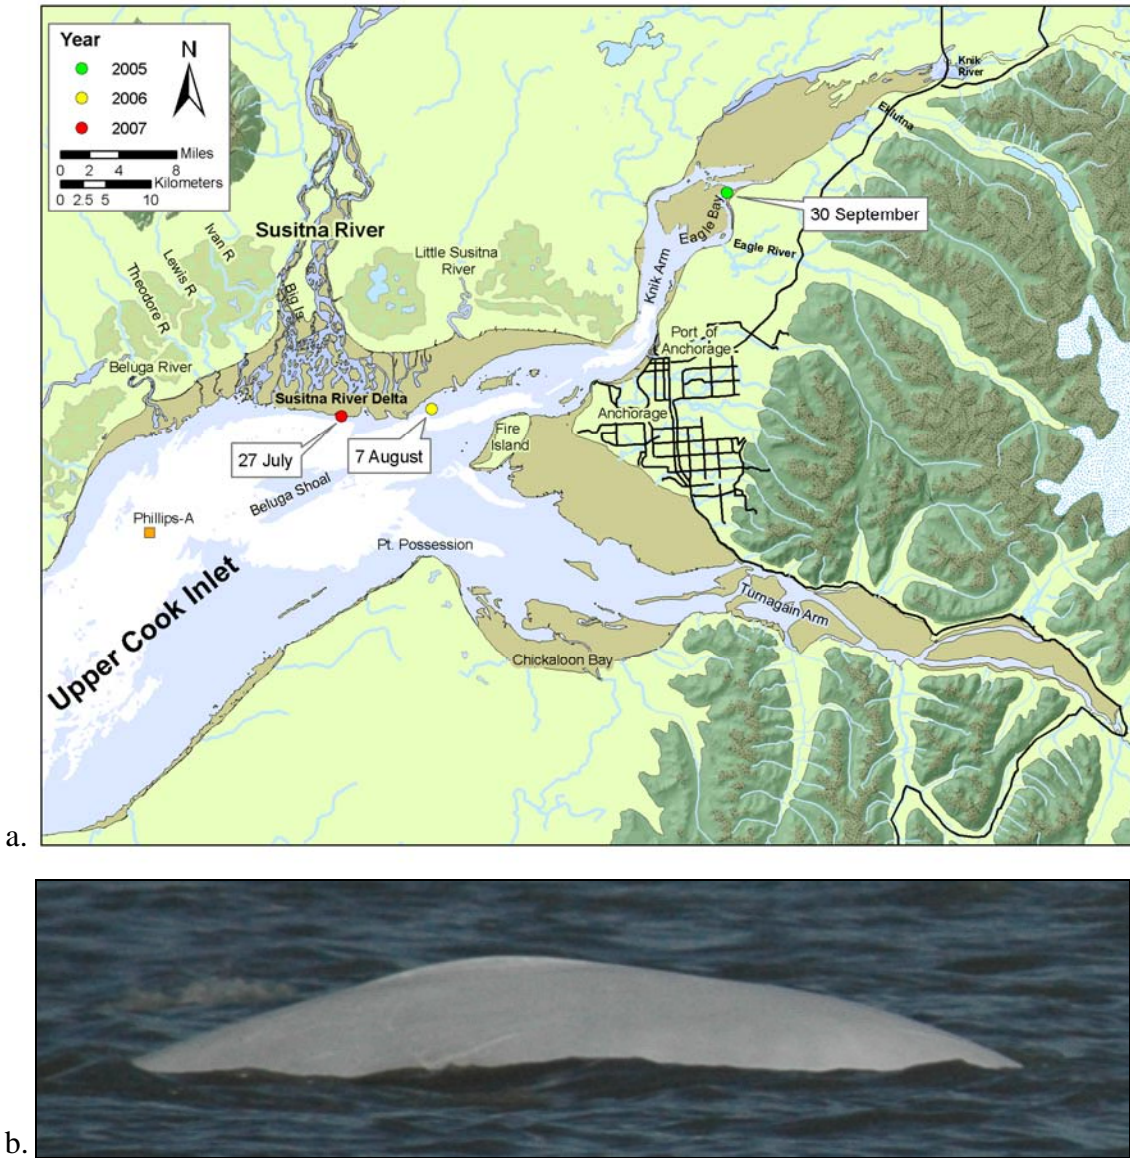 Year
N
2005
2006
2007
Miles
0 2 4 8
Kilometers
0 2.5 5 10
Knik
River
Eklutna
30 September
Eagle Bay
Eagle River
Susitna River
Ivan R
Lewis R
Theodore R
Big Is
Little Susitna
River
Knik Arm
Port of
Anchorage
Beluga River
Susitna River Delta
Anchorage
27 July
7 August
Fire
Island
Beluga Shoal
Phillips-A
Pt. Possession
Upper Cook Inlet
Turnagain Arm
Chickaloon Bay
a.
b.